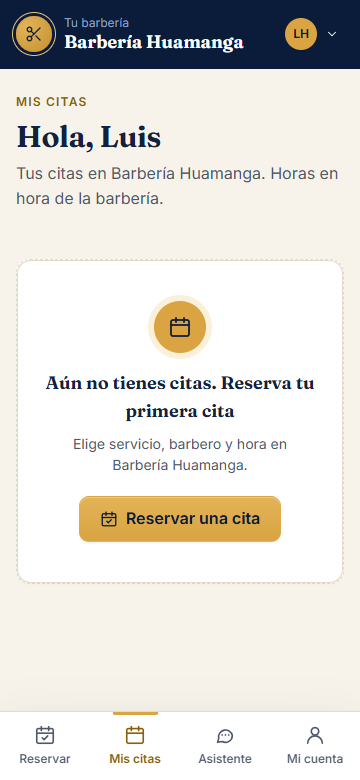 Tu barbería
Barbería Huamanga
LH
MIS CITAS
Hola, Luis
Tus citas en Barbería Huamanga. Horas en
hora de la barbería.
Aún no tienes citas. Reserva tu
primera cita
Elige servicio, barbero y hora en
Barbería Huamanga.
Reservar una cita
Reservar
Mis citas
Asistente
Mi cuenta